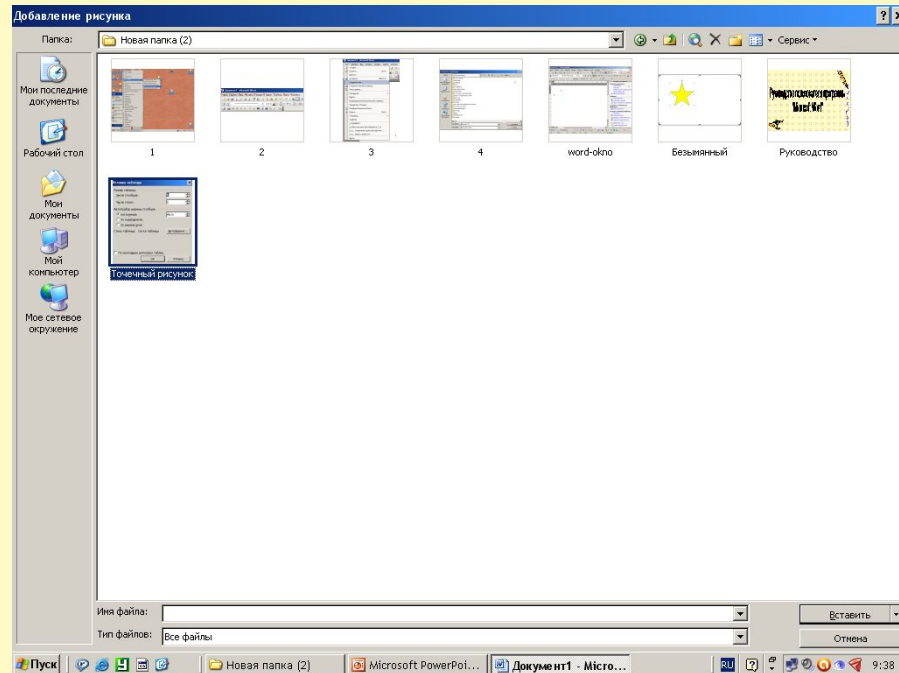 Добавление рисунка
Папка:
Новая папка (2)
Сервис
Мои последние
документы
Рабочий стол
Мои
документы
Мой
компьютер
Мое сетевое
окружение
1
2
3
4
word-okno
Безымянный
Руководство
Точечный рисунок
Имя файла:
Вставить
Тип файлов:
Все файлы
Отмена
Пуск
Новая папка (2)
Microsoft PowerPoi...
Документ1 - Micro...
RU
9:38